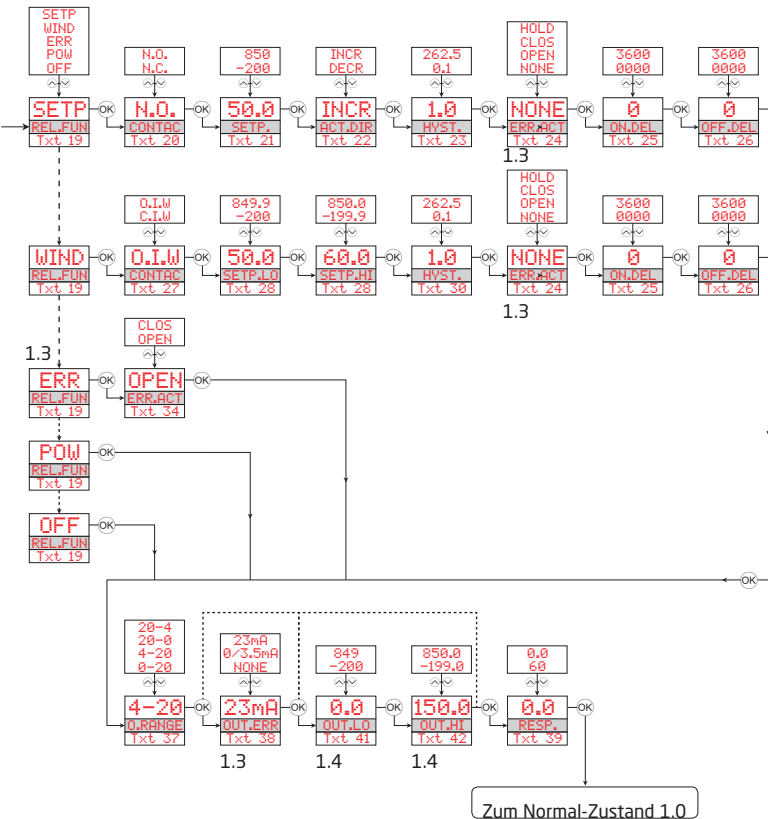 SETP
WIND
ERR
POW
OFF
N.O.
N.C.
850
-200
INCR
DECR
262.5
0.1
HOLD
CLOS
OPEN
NONE
3600
0000
3600
0000
SETP
REL.FUN
Txt 19
OK
N.O.
CONTAC
Txt 20
OK
50.0
SETP.
Txt 21
OK
INCR
ACT.DIR
Txt 22
OK
1.0
HYST.
Txt 23
OK
NONE
ERR.ACT
Txt 24
1.3
OK
0
ON.DEL
Txt 25
OK
0
OFF.DEL
Txt 26
O.I.W
C.I.W
849.9
-200
850.0
-199.9
262.5
0.1
HOLD
CLOS
OPEN
NONE
3600
0000
3600
0000
WIND
REL.FUN
Txt 19
OK
O.I.W
CONTAC
Txt 27
OK
50.0
SETP.LO
Txt 28
OK
60.0
SETP.HI
Txt 28
OK
1.0
HYST.
Txt 30
OK
NONE
ERR.ACT
Txt 24
1.3
OK
0
ON.DEL
Txt 25
OK
0
OFF.DEL
Txt 26
CLOS
OPEN
1.3
ERR
REL.FUN
Txt 19
OK
OPEN
ERR.ACT
Txt 34
OK
POW
REL.FUN
Txt 19
OK
OFF
REL.FUN
Txt 19
OK
OK
20-4
20-0
4-20
0-20
23mA
0/3.5mA
NONE
849
-200
850.0
-199.0
0.0
60
4-20
O.RANGE
Txt 37
OK
23mA
OUT.ERR
Txt 38
1.3
OK
0.0
OUT.LO
Txt 41
1.4
OK
150.0
OUT.HI
Txt 42
1.4
OK
0.0
RESP.
Txt 39
OK
Zum Normal-Zustand 1.0